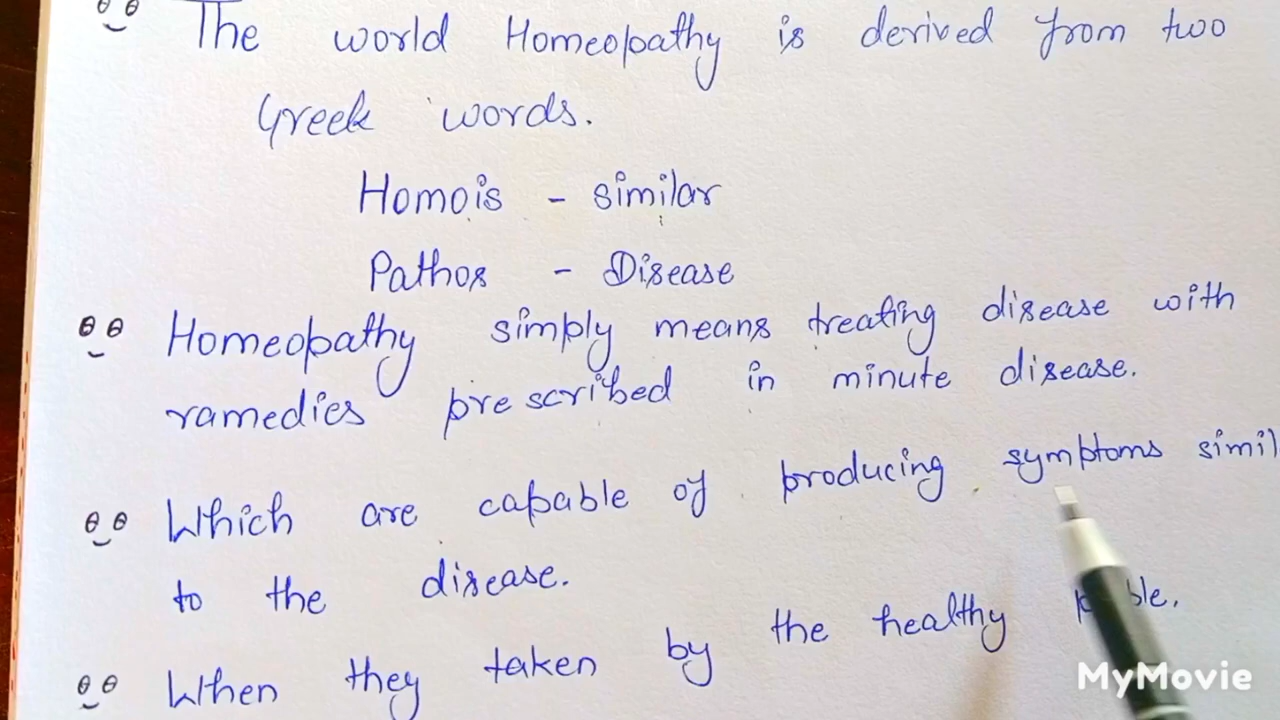 The world Homeopathy is derived from two
Greek words.
Homois - similar
Pathos - Disease
Homeopathy simply means treating disease with
ramedies prescribed in minute disease.
Which are capable of producing symptoms simil
to the disease.
When they taken by the healthy
MyMovie